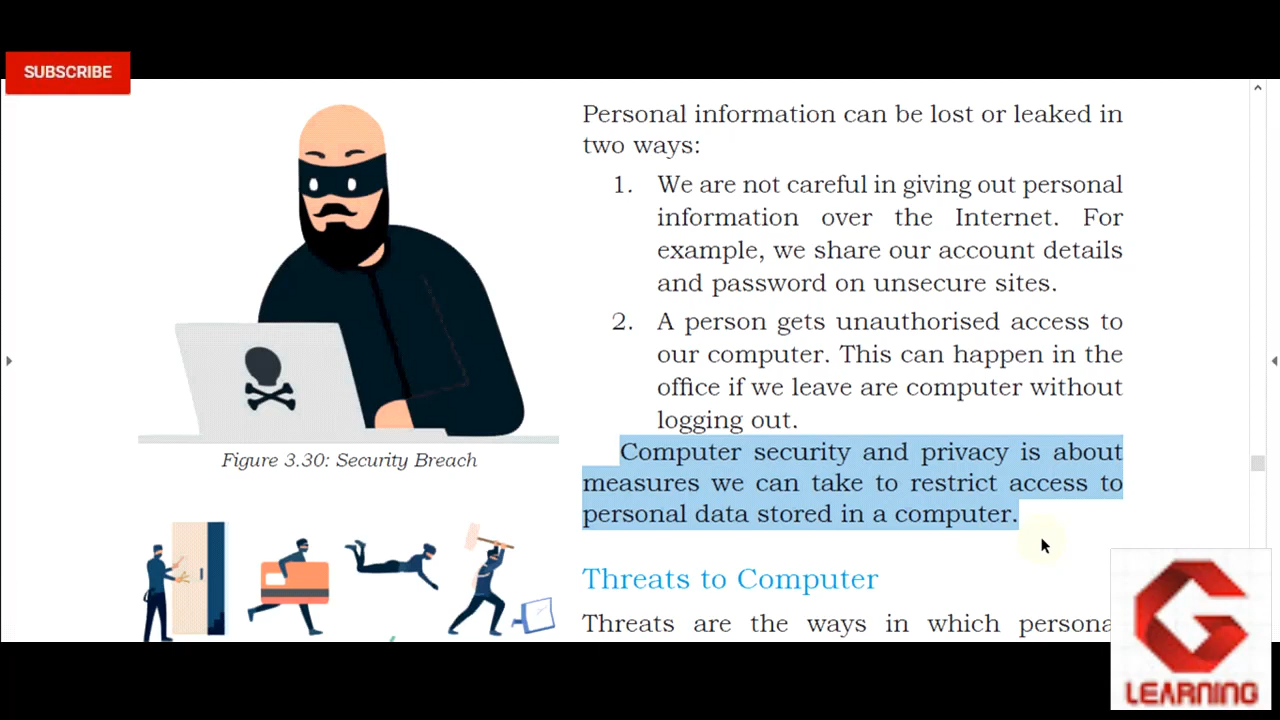 SUBSCRIBE
Personal information can be lost or leaked in
two ways:
1. We are not careful in giving out personal
information over the Internet. For
example, we share our account details
and password on unsecure sites.
2. A person gets unauthorised access to
our computer. This can happen in the
office if we leave are computer without
logging out.
Computer security and privacy is about
measures we can take to restrict access to
personal data stored in a computer.
Figure 3.30: Security Breach
Threats to Computer
Threats are the ways in which persona
LEARNING